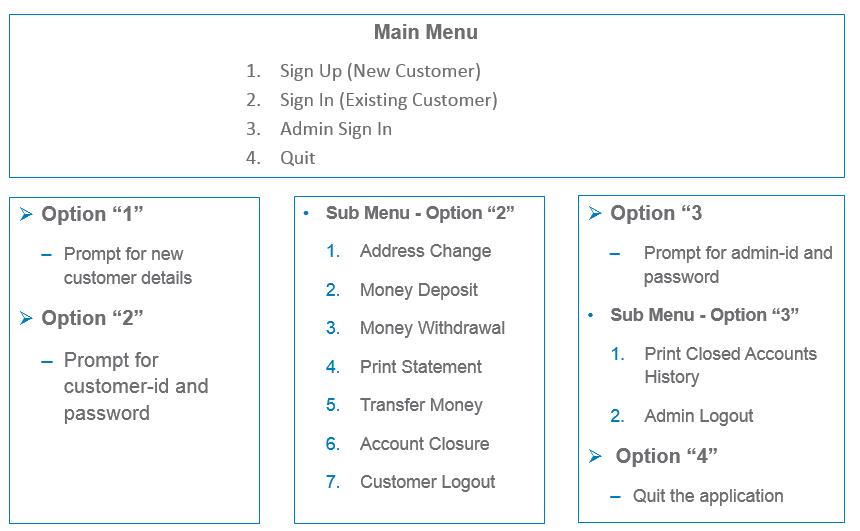 Main Menu
1. Sign Up (New Customer)
2. Sign In (Existing Customer)
3. Admin Sign In
4. Quit
➢ Option “1”
– Prompt for new
customer details
➢ Option “2”
– Prompt for
customer-id and
password
• Sub Menu - Option “2”
1. Address Change
2. Money Deposit
3. Money Withdrawal
4. Print Statement
5. Transfer Money
6. Account Closure
7. Customer Logout
➢ Option “3
– Prompt for admin-id and
password
• Sub Menu - Option “3”
1. Print Closed Accounts
History
2. Admin Logout
➢ Option “4”
– Quit the application